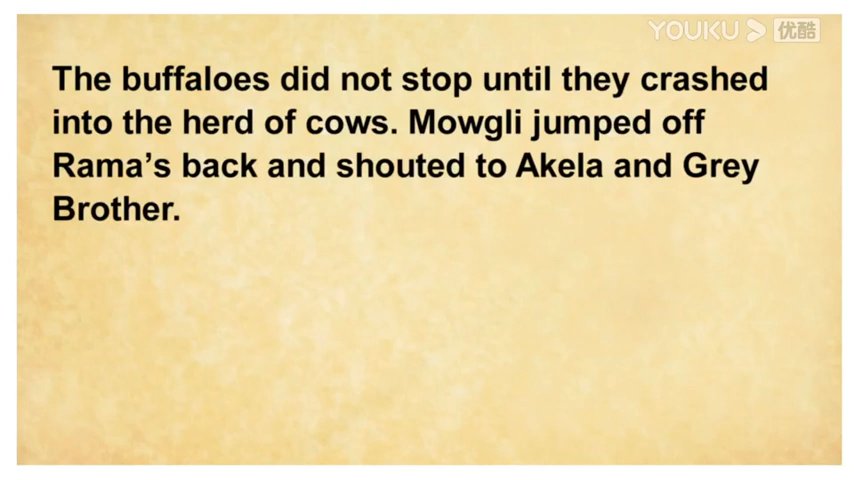 YOUKU 优酷
The buffaloes did not stop until they crashed
into the herd of cows. Mowgli jumped off
Rama's back and shouted to Akela and Grey
Brother.